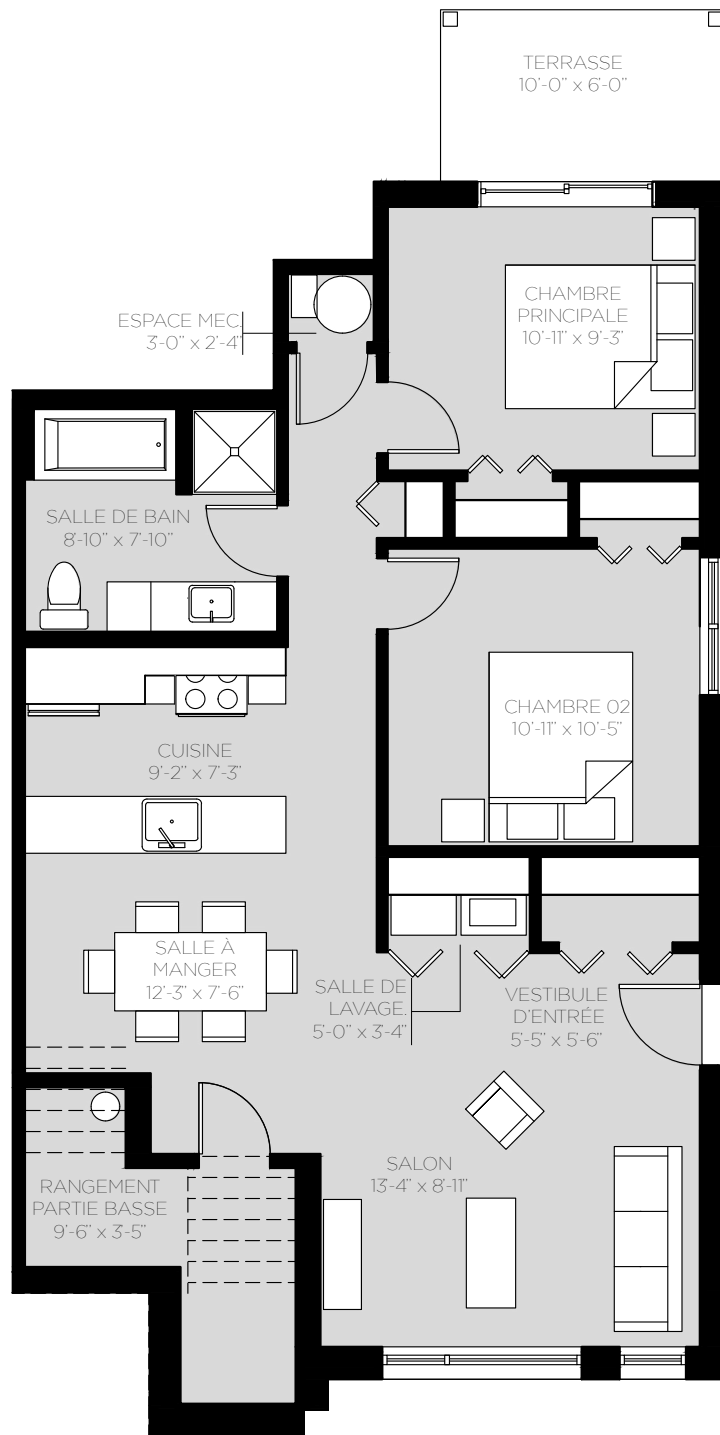 TERRASSE
10'-0" x 6'-0"
CHAMBRE
PRINCIPALE
10'-11" x 9'-3"
ESPACE MEC.
3'-0" x 2'-4"
SALLE DE BAIN
8'-10" x 7'-10"
CHAMBRE 02
10'-11" x 10'-5"
CUISINE
9'-2" x 7'-3"
SALLE À
MANGER
12'-3" x 7'-6"
SALLE DE
LAVAGE.
5'-0" x 3'-4"
VESTIBULE
D'ENTRÉE
5'-5" x 5'-6"
SALON
13'-4" x 8'-11"
RANGEMENT
PARTIE BASSE
9'-6" x 3'-5"